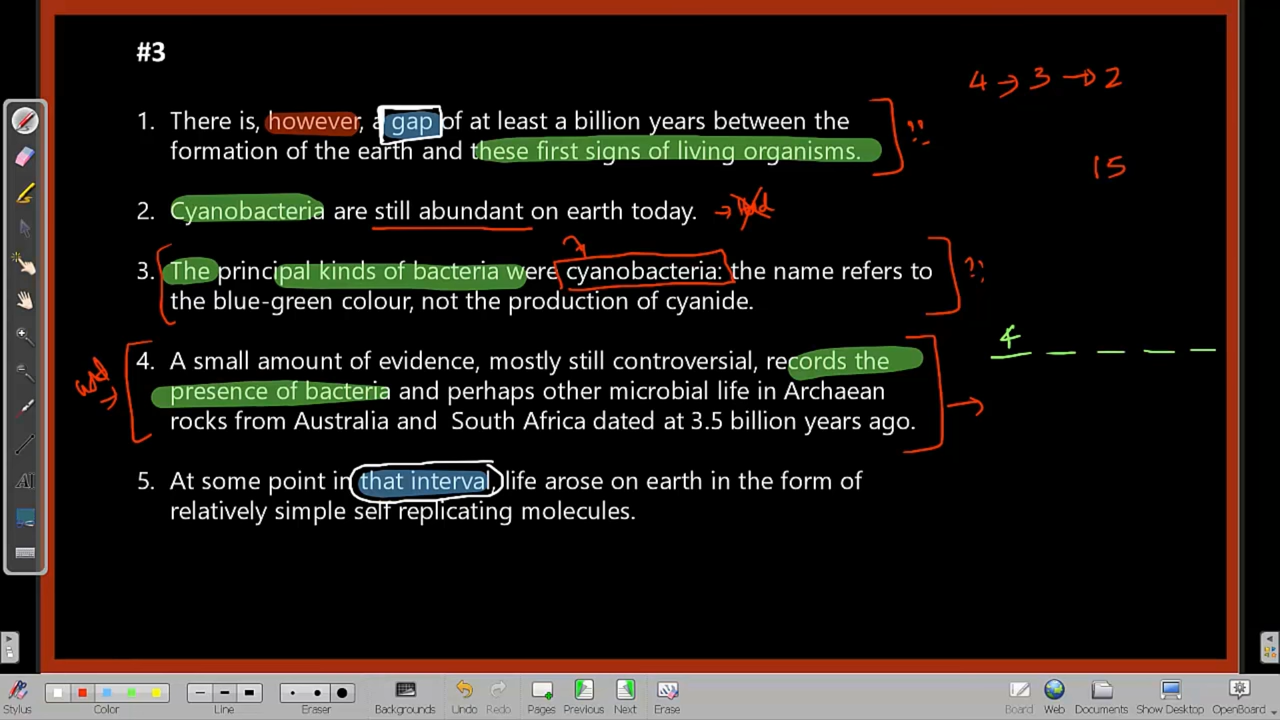 #3
4 → 3 → 2
1. There is, however, a gap of at least a billion years between the
formation of the earth and these first signs of living organisms.
!!
15
2. Cyanobacteria are still abundant on earth today.
3. The principal kinds of bacteria were cyanobacteria: the name refers to
the blue-green colour, not the production of cyanide.
4
4. A small amount of evidence, mostly still controversial, records the
presence of bacteria and perhaps other microbial life in Archaean
rocks from Australia and South Africa dated at 3.5 billion years ago.
5. At some point in that interval, life arose on earth in the form of
relatively simple self replicating molecules.
Stylus
Color
Line
Eraser
Backgrounds
Undo
Redo
Pages
Previous
Next
Erase
Board
Web
Documents
Show Desktop
OpenBoard